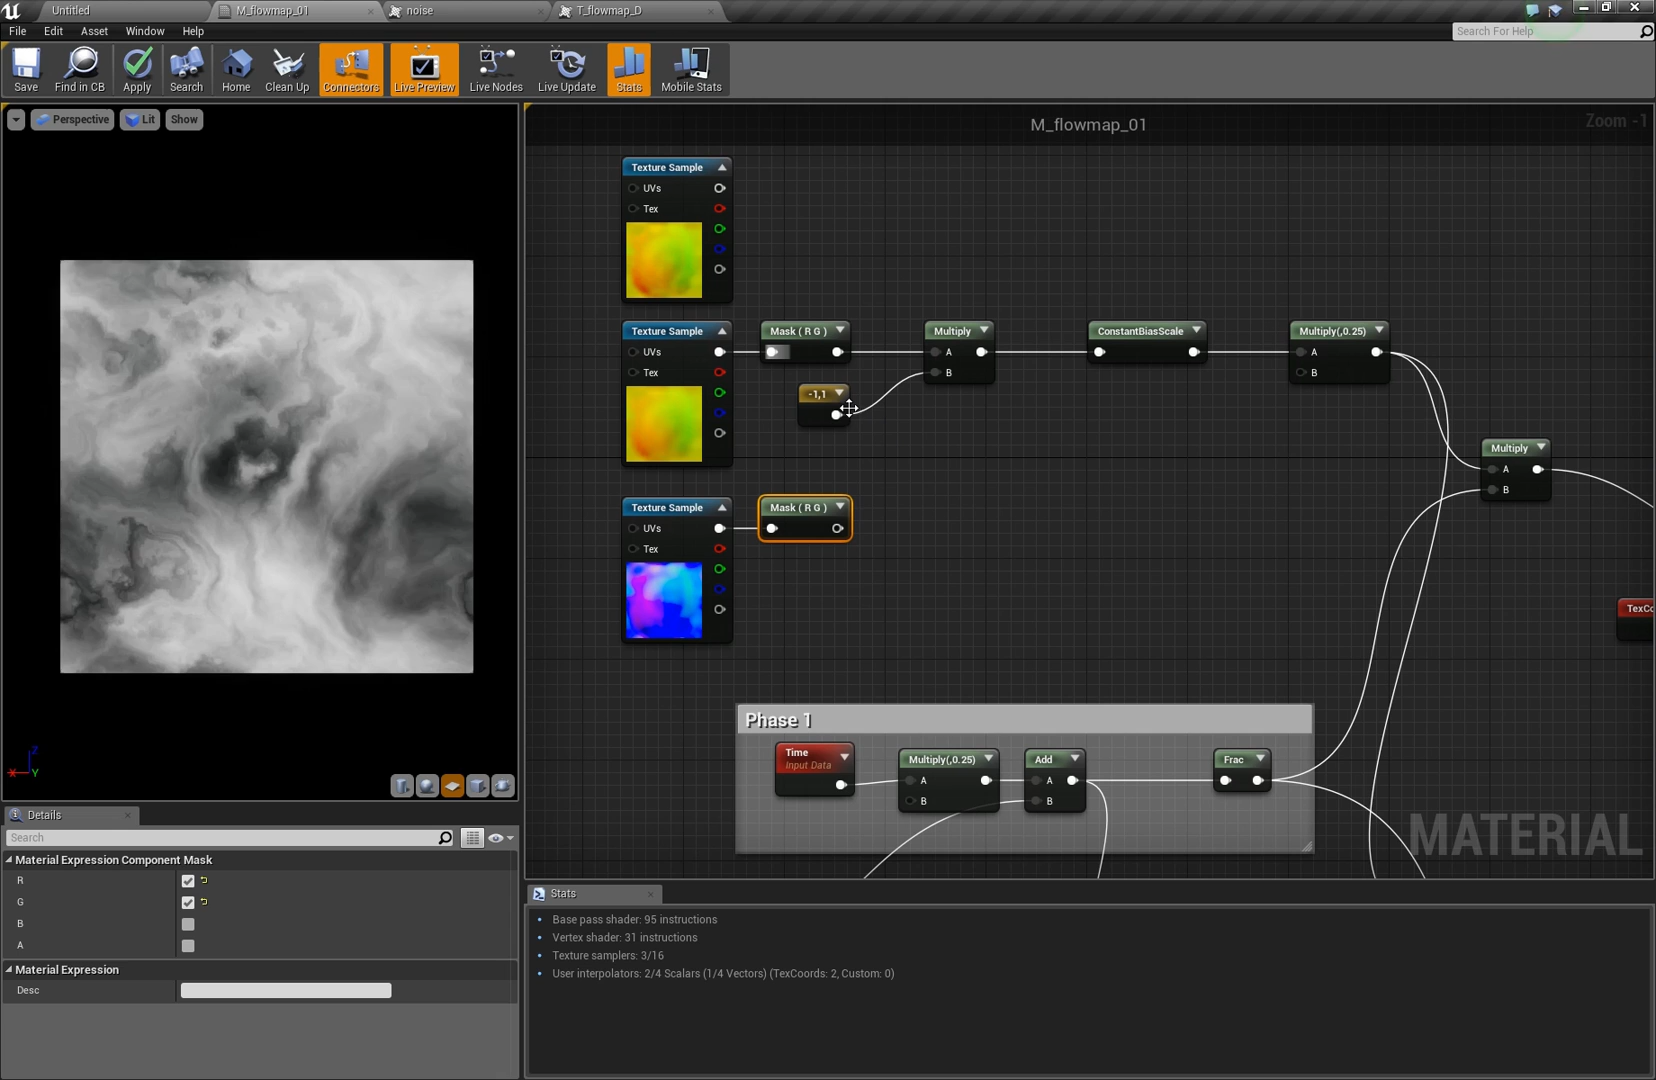 Untitled
M_flowmap_01
noise
T_flowmap_D
File
Edit
Asset
Window
Help
Search For Help
Save
Find in CB
Apply
Search
Home
Clean Up
Connectors
Live Preview
Live Nodes
Live Update
Stats
Mobile Stats
Perspective
Lit
Show
M_flowmap_01
Zoom -1
Texture Sample
UVs
Tex
Texture Sample
UVs
Tex
Mask ( R G )
-1,1
Multiply
A
B
ConstantBiasScale
Multiply(,0.25)
A
B
Multiply
A
B
Texture Sample
UVs
Tex
Mask ( R G )
TexCo
Phase 1
Time
Input Data
Multiply(,0.25)
A
B
Add
A
B
Frac
MATERIAL
Z
X
Y
Details
Search
Material Expression Component Mask
R
G
B
A
Material Expression
Desc
Stats
Base pass shader: 95 instructions
Vertex shader: 31 instructions
Texture samplers: 3/16
User interpolators: 2/4 Scalars (1/4 Vectors) (TexCoords: 2, Custom: 0)